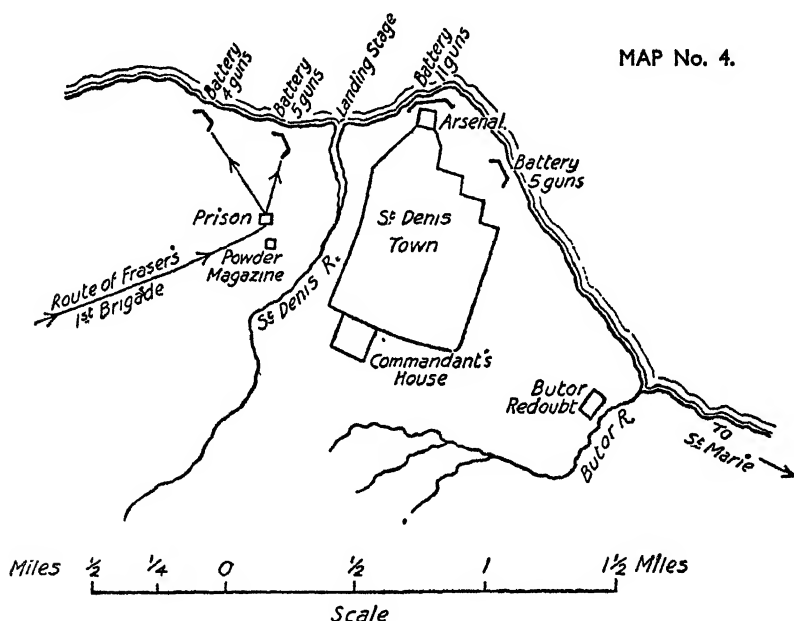 MAP No. 4.
Battery
4 guns
Battery
5 guns
Landing Stage
Battery
11 guns
Arsenal.
Battery
5 guns
Prison
Powder
Magazine
Route of Fraser's
1st Brigade
St Denis R.
St Denis
Town
Commandant's
House
Butor
Redoubt
Butor R.
To
St Marie
Miles ½ ¼ 0 ½ 1 1½ Miles
Scale